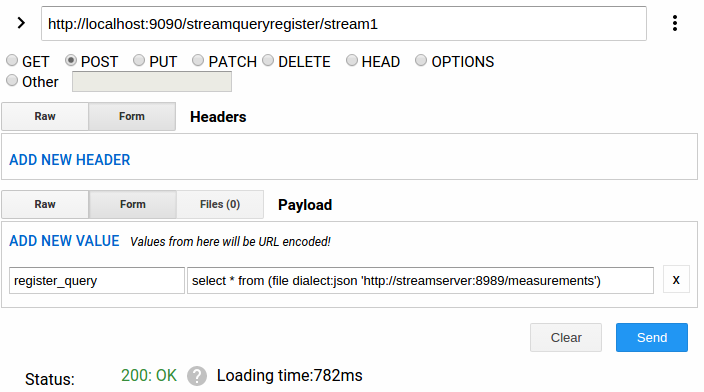 http://localhost:9090/streamqueryregister/stream1
GET POST PUT PATCH DELETE HEAD OPTIONS
Other
Raw Form Headers
ADD NEW HEADER
Raw Form Files (0) Payload
ADD NEW VALUE Values from here will be URL encoded!
register_query select * from (file dialect:json 'http://streamserver:8989/measurements') x
Clear Send
Status: 200: OK ? Loading time:782ms